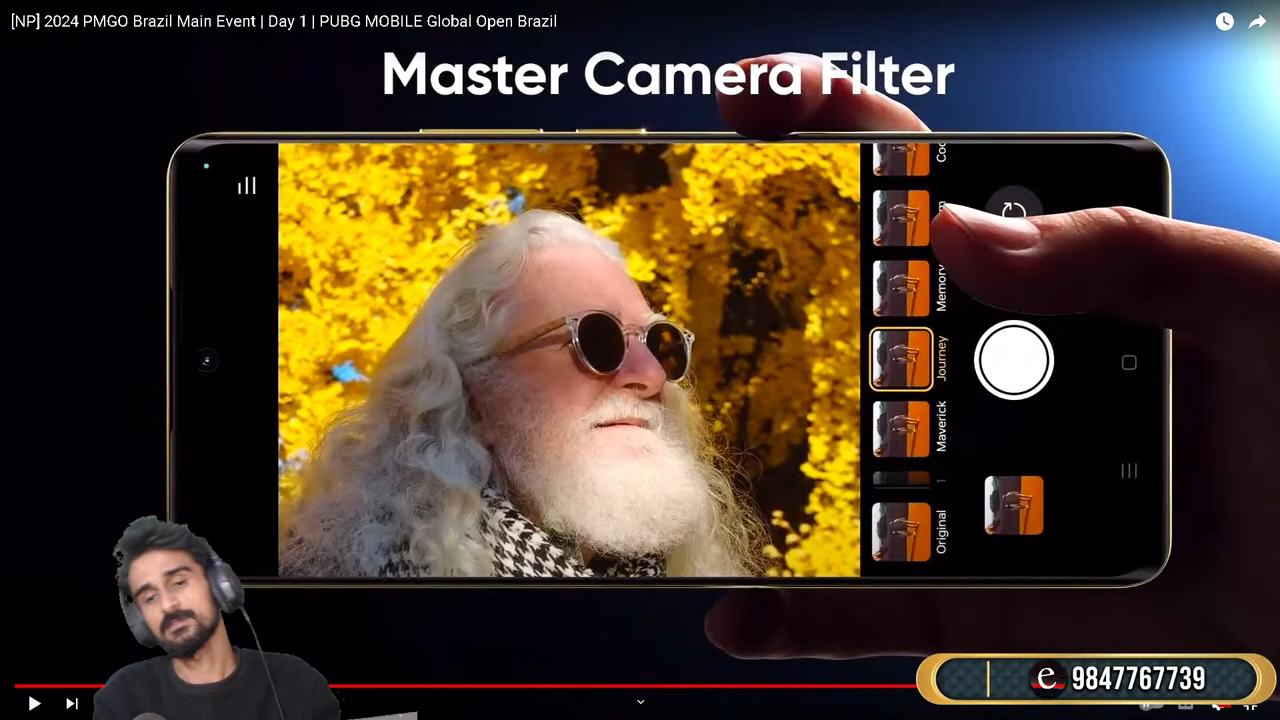 [NP] 2024 PMGO Brazil Main Event | Day 1 | PUBG MOBILE Global Open Brazil
Master Camera Filter
Memory
Journey
Maverick
1
Original
e 9847767739